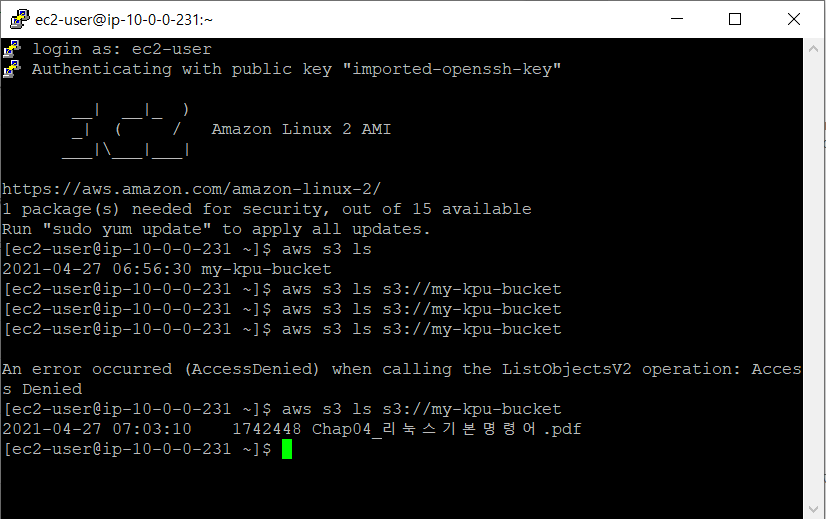 ec2-user@ip-10-0-0-231:~
login as: ec2-user
Authenticating with public key "imported-openssh-key"
       __|  __|_  )
       _|  (     /   Amazon Linux 2 AMI
      ___|\___|___|
https://aws.amazon.com/amazon-linux-2/
1 package(s) needed for security, out of 15 available
Run "sudo yum update" to apply all updates.
[ec2-user@ip-10-0-0-231 ~]$ aws s3 ls
2021-04-27 06:56:30 my-kpu-bucket
[ec2-user@ip-10-0-0-231 ~]$ aws s3 ls s3://my-kpu-bucket
[ec2-user@ip-10-0-0-231 ~]$ aws s3 ls s3://my-kpu-bucket
[ec2-user@ip-10-0-0-231 ~]$ aws s3 ls s3://my-kpu-bucket
An error occurred (AccessDenied) when calling the ListObjectsV2 operation: Acces
s Denied
[ec2-user@ip-10-0-0-231 ~]$ aws s3 ls s3://my-kpu-bucket
2021-04-27 07:03:10    1742448 Chap04_리눅스기본명령어.pdf
[ec2-user@ip-10-0-0-231 ~]$